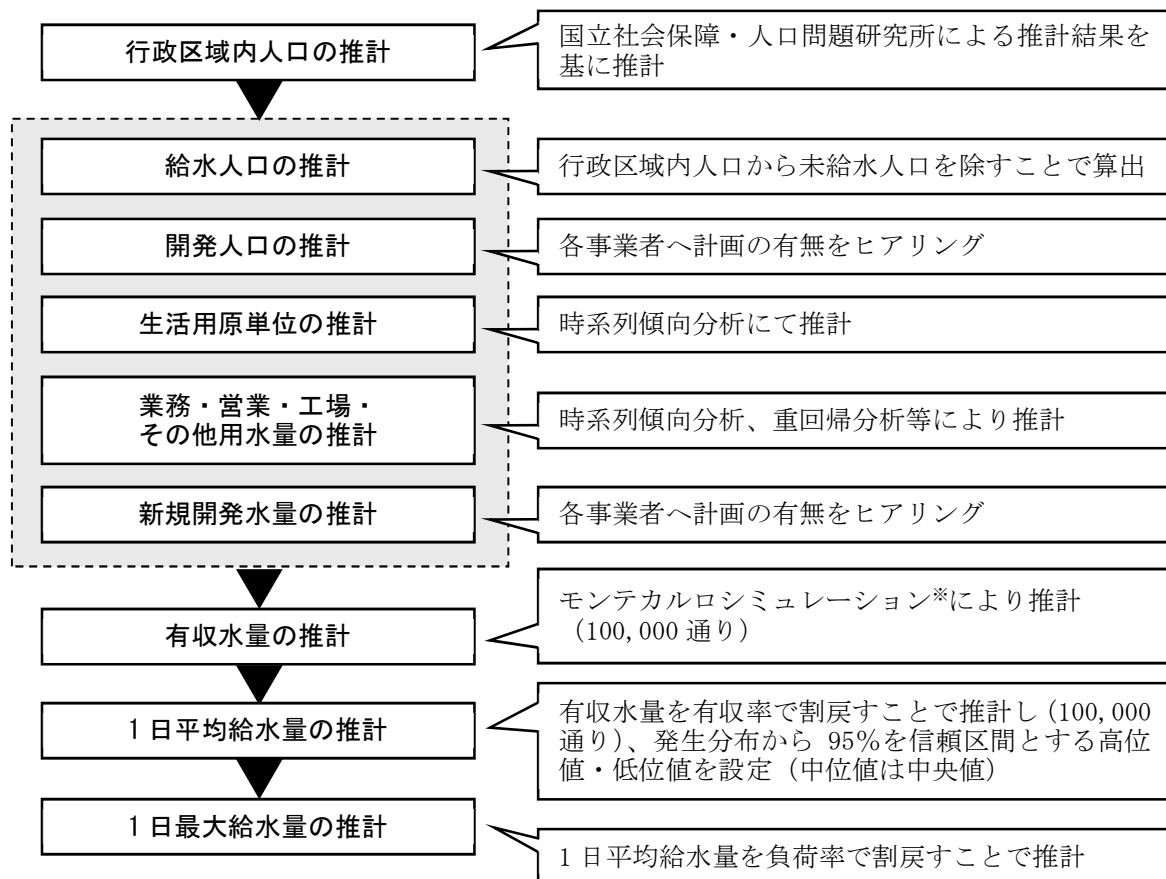 行政区域内人口の推計
国立社会保障・人口問題研究所による推計結果を
基に推計
給水人口の推計
行政区域内人口から未給水人口を除すことで算出
開発人口の推計
各事業者へ計画の有無をヒアリング
生活用原単位の推計
時系列傾向分析にて推計
業務・営業・工場・
その他用水量の推計
時系列傾向分析、重回帰分析等により推計
新規開発水量の推計
各事業者へ計画の有無をヒアリング
有収水量の推計
モンテカルロシミュレーション※により推計
（100,000 通り）
1日平均給水量の推計
有収水量を有収率で割戻すことで推計し（100,000
通り）、発生分布から 95％を信頼区間とする高位
値・低位値を設定（中位値は中央値）
1日最大給水量の推計
1日平均給水量を負荷率で割戻すことで推計